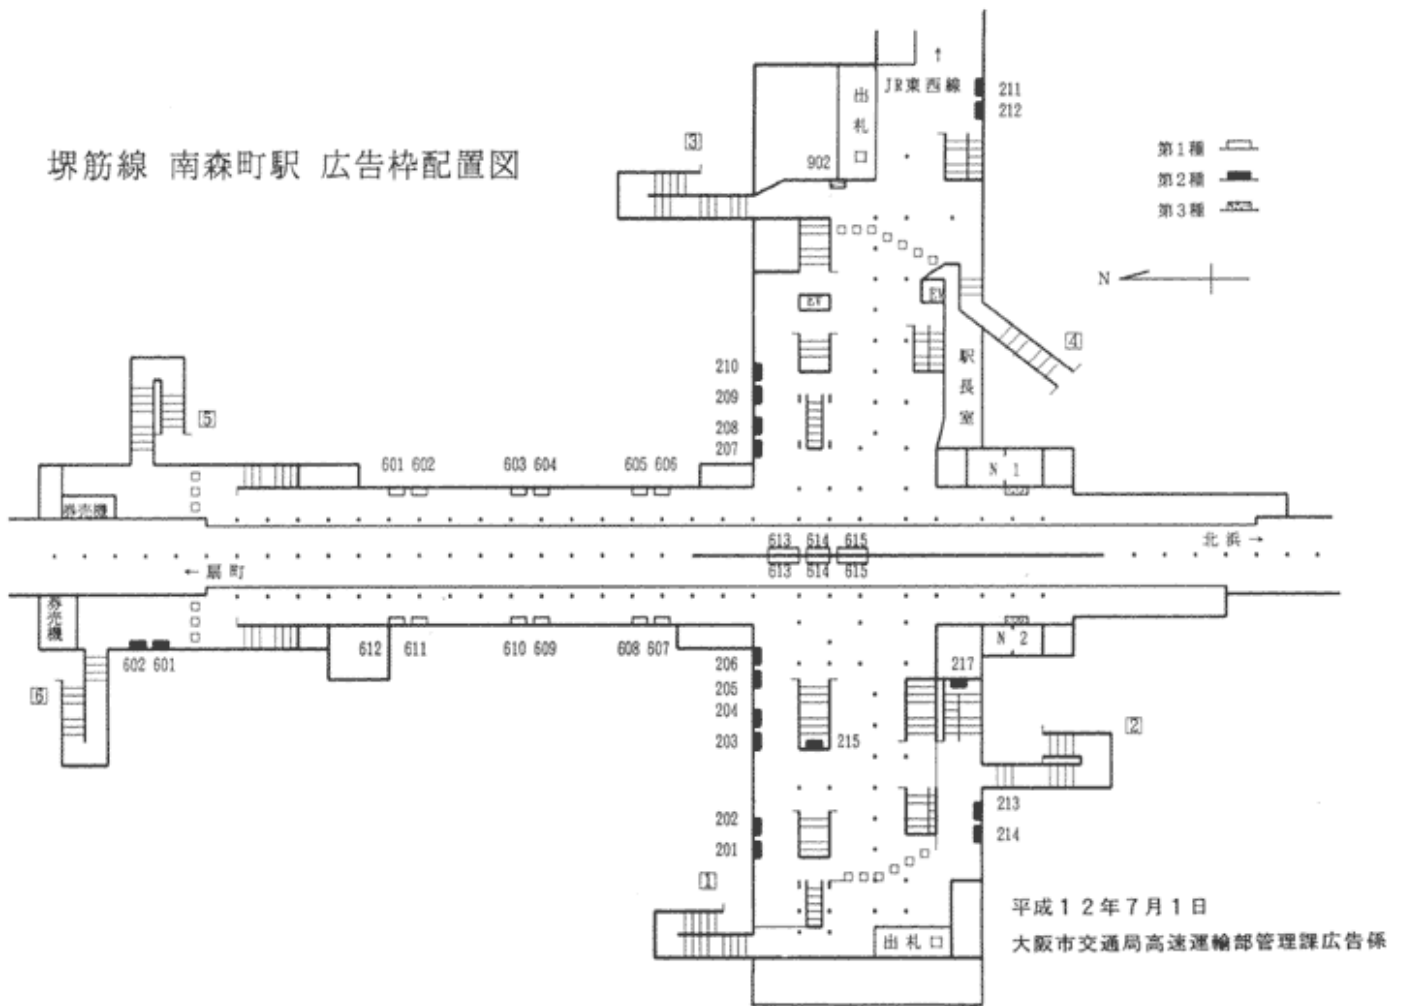 堺筋線 南森町駅 広告枠配置図
↑
JR東西線
出札口
211
212
3
902
第1種
第2種
第3種
N
EV
EV
4
駅長室
210
209
208
207
5
601 602
603 604
605 606
N 1
券売機
613 614 615
613 614 615
北浜→
←扇町
券売機
602 601
612 611
610 609
608 607
N 2
206
205
204
203
217
215
6
2
202
201
213
214
1
出札口
平成12年7月1日
大阪市交通局高速運輸部管理課広告係